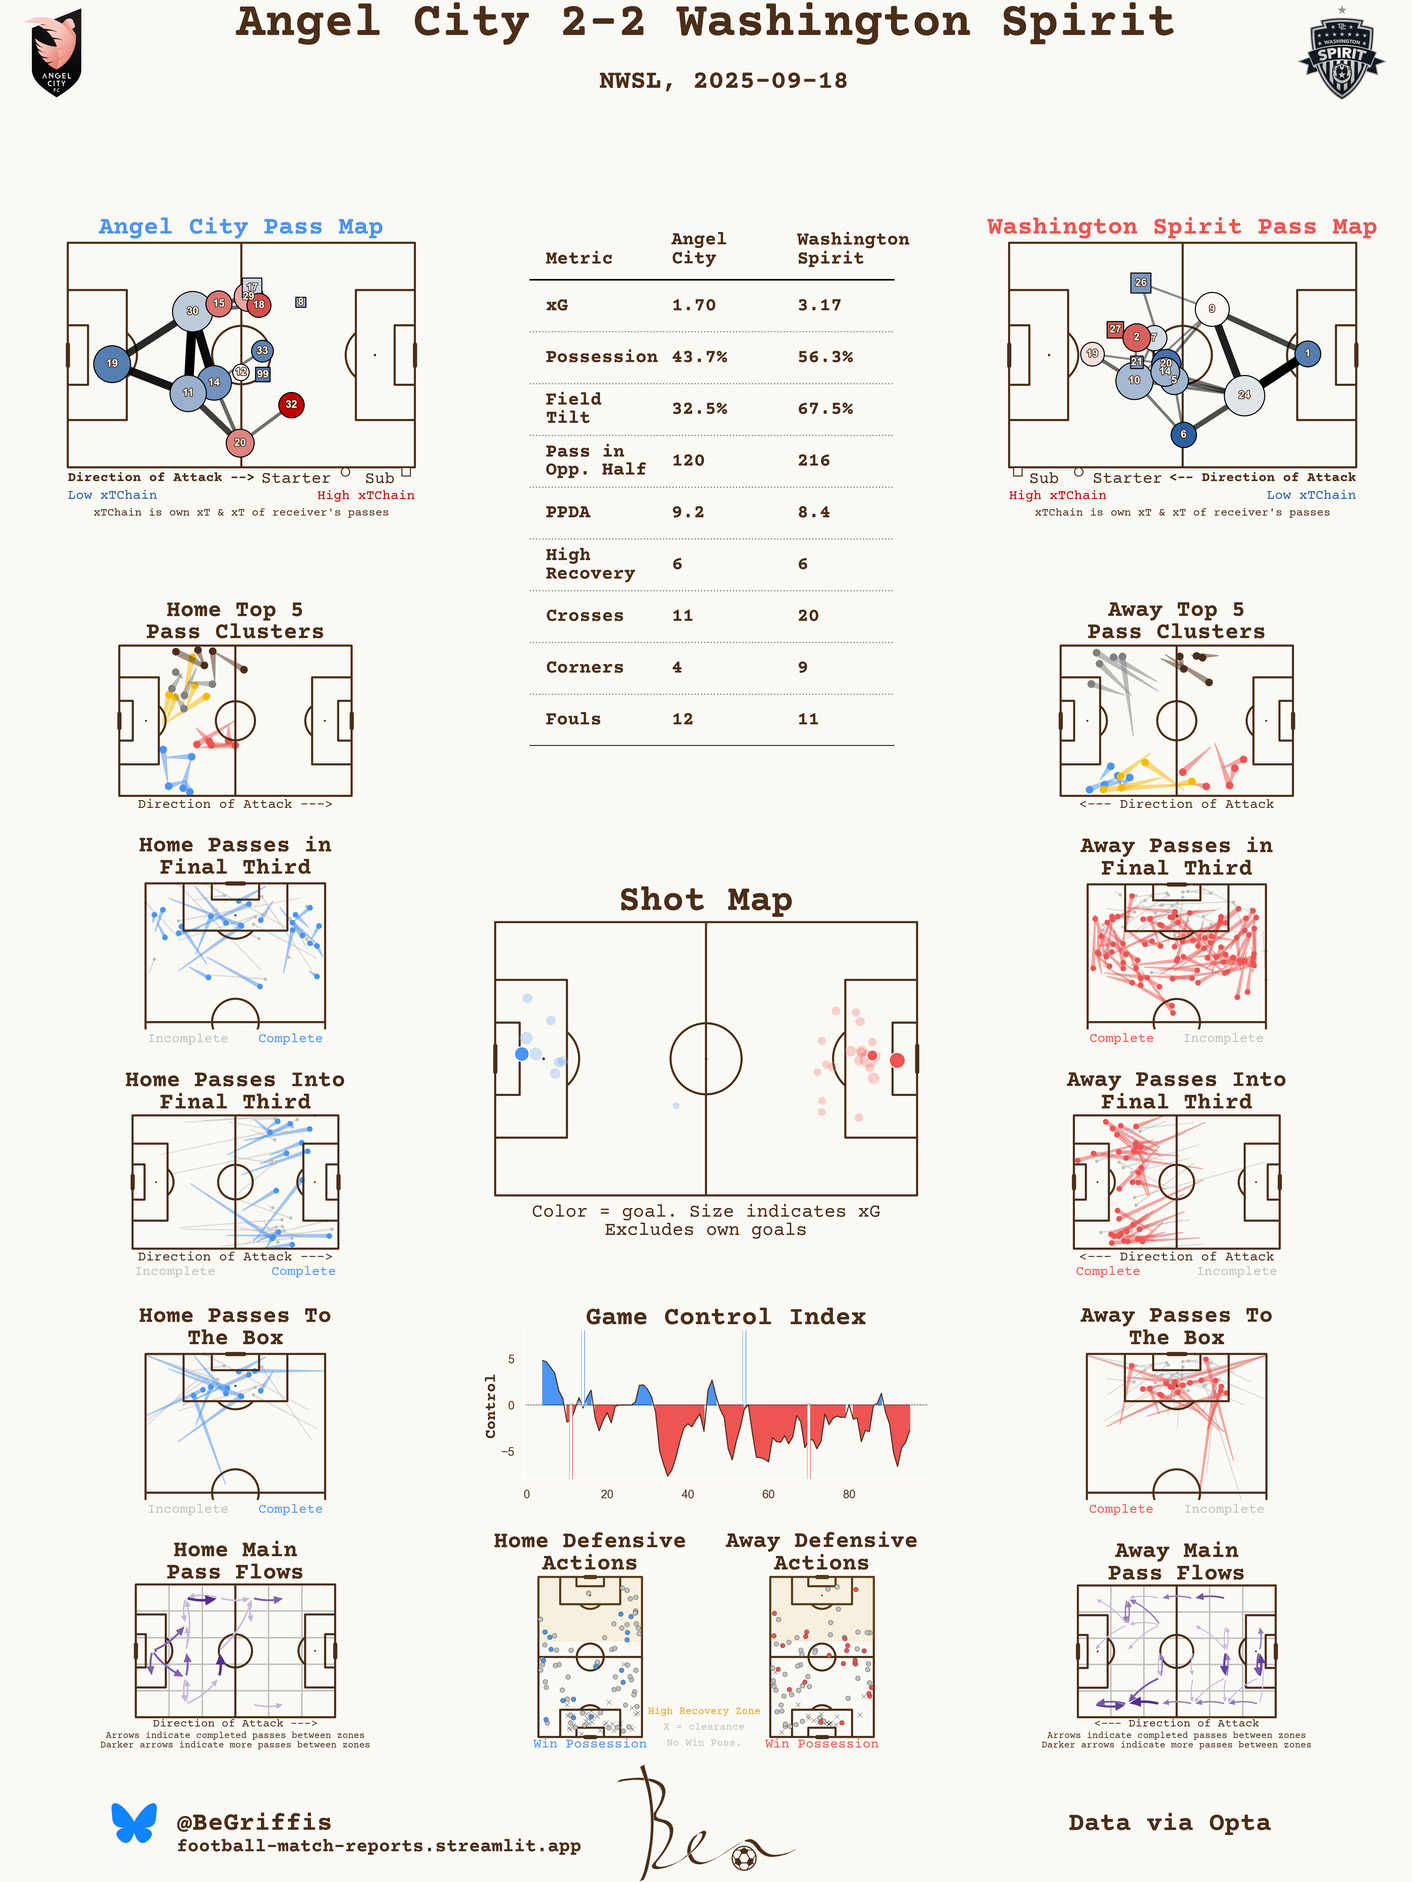 Angel City 2-2 Washington Spirit
NWSL, 2025-09-18
ANGEL
CITY
FC
WASHINGTON
SPIRIT
Angel City Pass Map
19
30
11
14
15
17
29
18
8
33
12
99
32
20
Direction of Attack --> Starter Sub
Low xTChain High xTChain
xTChain is own xT & xT of receiver's passes
Metric Angel City Washington Spirit
xG 1.70 3.17
Possession 43.7% 56.3%
Field Tilt 32.5% 67.5%
Pass in Opp. Half 120 216
PPDA 9.2 8.4
High Recovery 6 6
Crosses 11 20
Corners 4 9
Fouls 12 11
Washington Spirit Pass Map
26
9
27
2
7
19
21
20
14
5
10
1
24
6
Sub Starter <-- Direction of Attack
High xTChain Low xTChain
xTChain is own xT & xT of receiver's passes
Home Top 5
Pass Clusters
Direction of Attack --->
Away Top 5
Pass Clusters
<--- Direction of Attack
Home Passes in
Final Third
Incomplete Complete
Away Passes in
Final Third
Complete Incomplete
Shot Map
Color = goal. Size indicates xG
Excludes own goals
Home Passes Into
Final Third
Direction of Attack --->
Incomplete Complete
Away Passes Into
Final Third
<--- Direction of Attack
Complete Incomplete
Home Passes To
The Box
Incomplete Complete
Game Control Index
Control
5
0
−5
0 20 40 60 80
Away Passes To
The Box
Complete Incomplete
Home Main
Pass Flows
Direction of Attack --->
Arrows indicate completed passes between zones
Darker arrows indicate more passes between zones
Home Defensive
Actions
Win Possession
Away Defensive
Actions
Win Possession
High Recovery Zone
X = clearance
No Win Poss.
Away Main
Pass Flows
<--- Direction of Attack
Arrows indicate completed passes between zones
Darker arrows indicate more passes between zones
@BeGriffis
football-match-reports.streamlit.app
Ben
Data via Opta